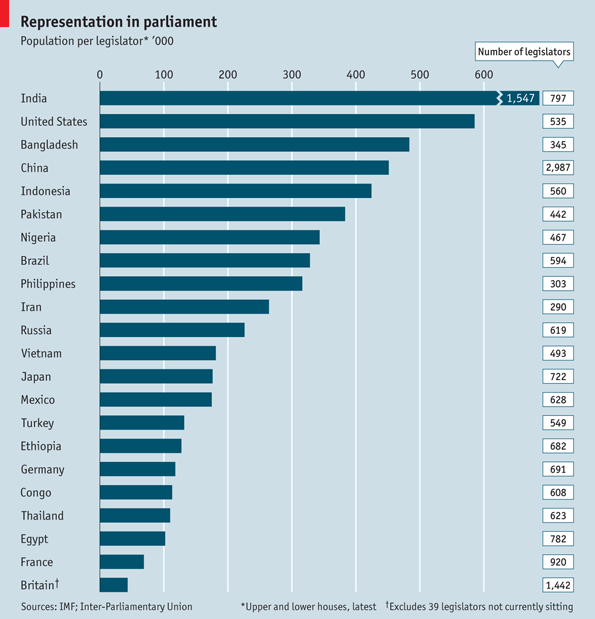 Representation in parliament
Population per legislator* ’000
Number of legislators
0 100 200 300 400 500 600
India 1,547 797
United States 535
Bangladesh 345
China 2,987
Indonesia 560
Pakistan 442
Nigeria 467
Brazil 594
Philippines 303
Iran 290
Russia 619
Vietnam 493
Japan 722
Mexico 628
Turkey 549
Ethiopia 682
Germany 691
Congo 608
Thailand 623
Egypt 782
France 920
Britain† 1,442
Sources: IMF; Inter-Parliamentary Union *Upper and lower houses, latest †Excludes 39 legislators not currently sitting